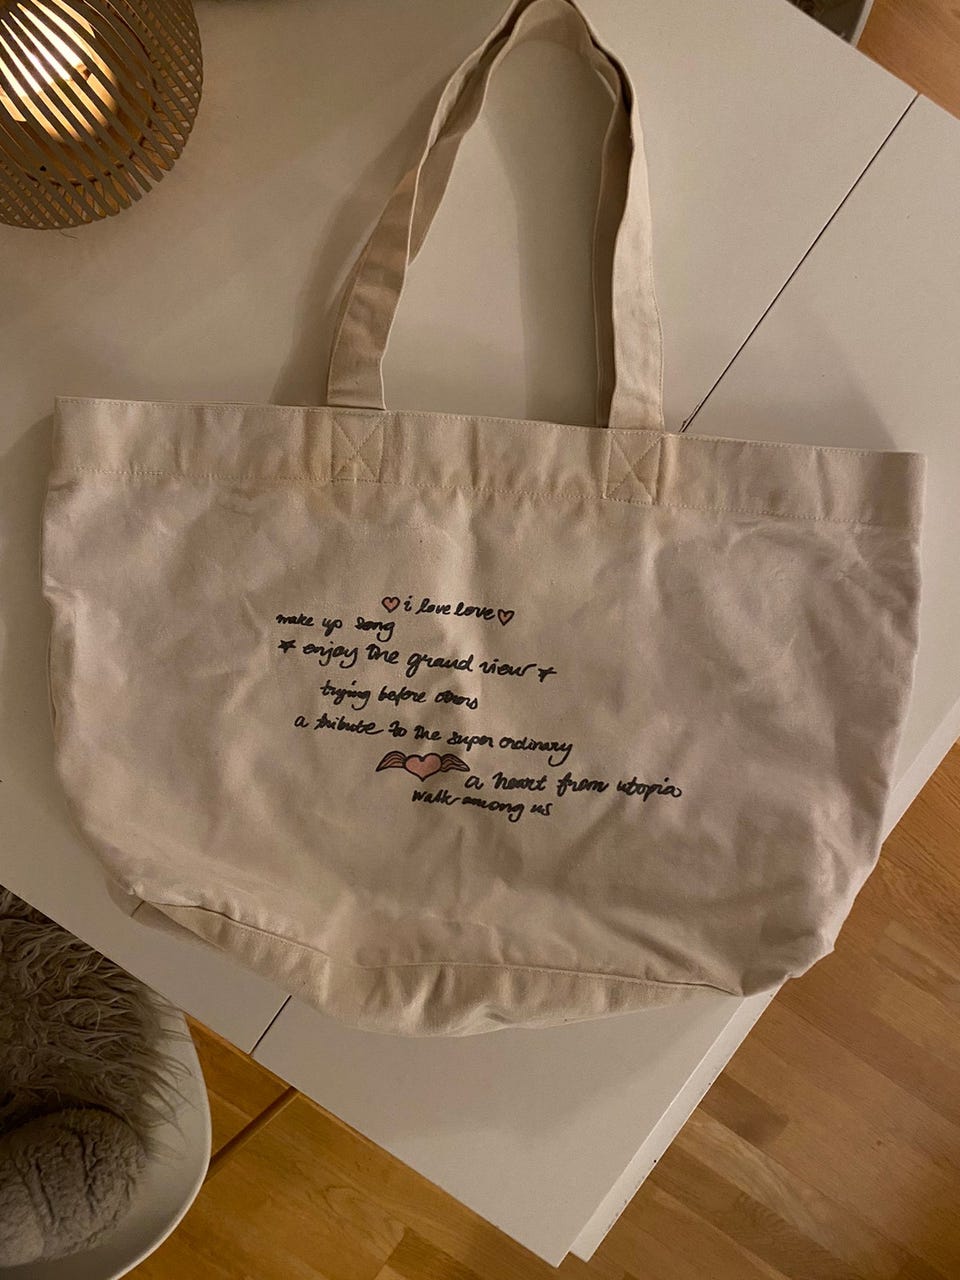 i love love
make up song
enjoy the grand view
trying before others
a tribute to the super ordinary
a heart from utopia
walk among us